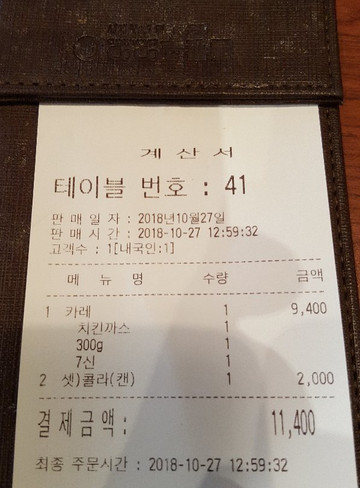 계 산 서
테이블 번호 : 41
판 매 일 자 : 2018년10월27일
판 매 시 간 : 2018-10-27 12:59:32
고객수 : 1[내국인:1]
메 뉴 명 수량 금액
1 카레 1 9,400
치킨까스 1
300g 1
7신 1
2 셋)콜라(캔) 1 2,000
결 제 금 액 : 11,400
최종 주문시간 : 2018-10-27 12:59:32